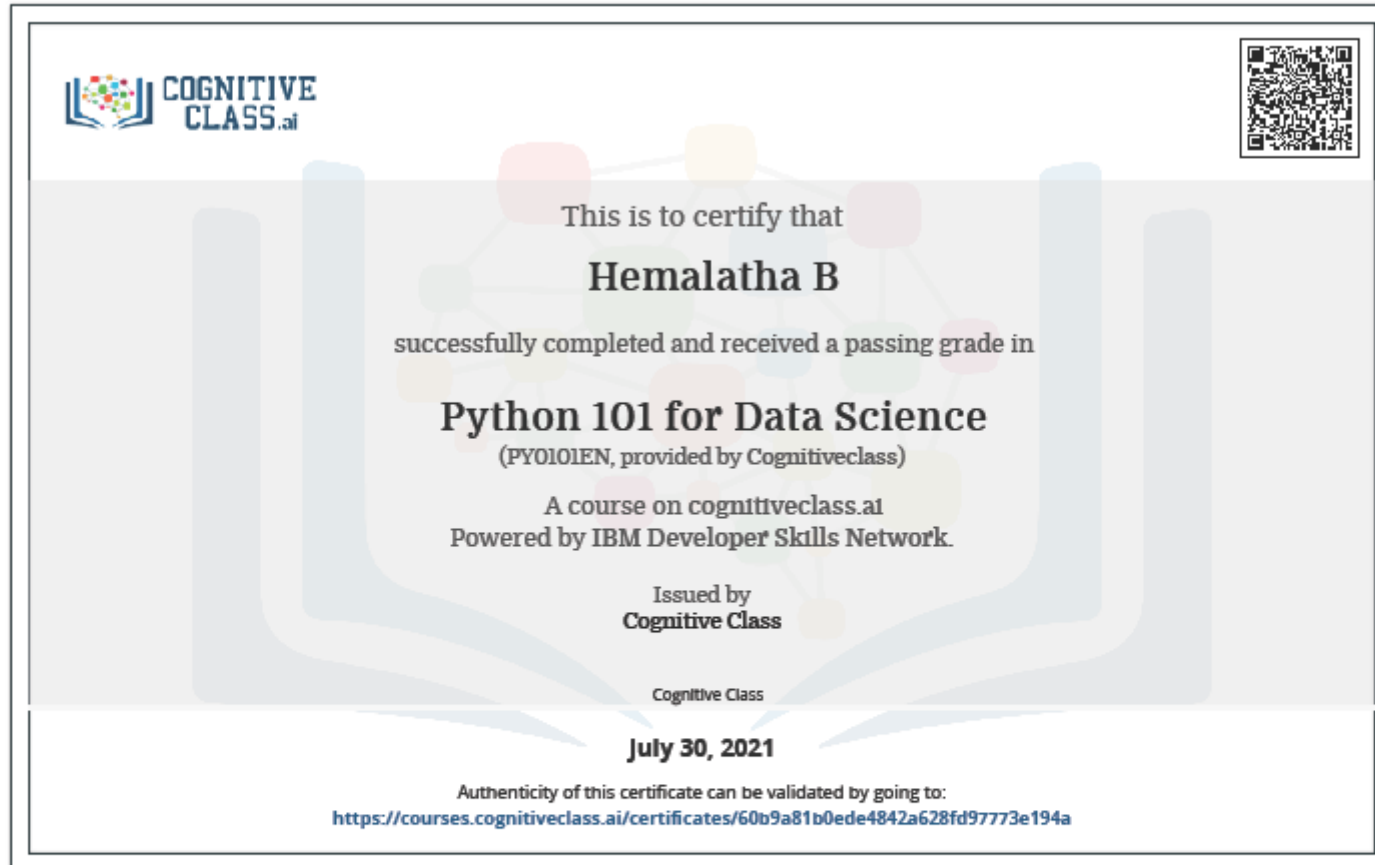 COGNITIVE
CLASS.ai
This is to certify that
Hemalatha B
successfully completed and received a passing grade in
Python 101 for Data Science
(PY0101EN, provided by Cognitiveclass)
A course on cognitiveclass.ai
Powered by IBM Developer Skills Network.
Issued by
Cognitive Class
Cognitive Class
July 30, 2021
Authenticity of this certificate can be validated by going to:
https://courses.cognitiveclass.ai/certificates/60b9a81b0ede4842a628fd97773e194a